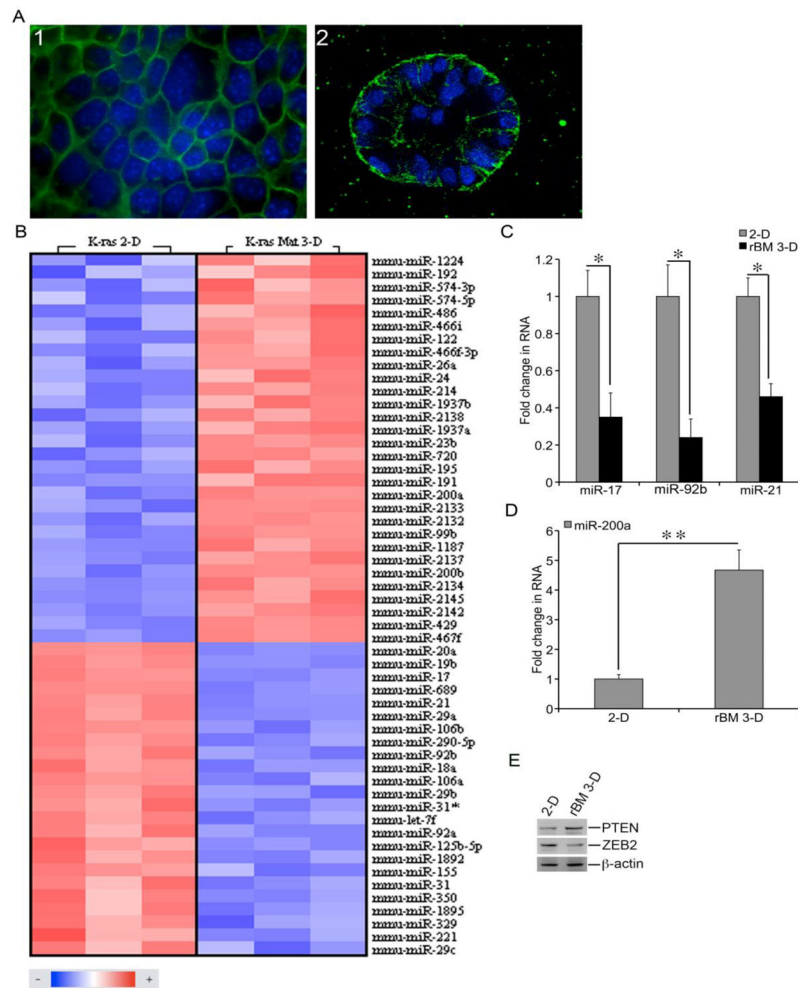 A
1
2
B
K-ras 2-D
K-ras Mat 3-D
mmu-miR-1224
mmu-miR-192
mmu-miR-574-3p
mmu-miR-574-5p
mmu-miR-486
mmu-miR-466i
mmu-miR-122
mmu-miR-466f-3p
mmu-miR-26a
mmu-miR-24
mmu-miR-214
mmu-miR-1937b
mmu-miR-2138
mmu-miR-1937a
mmu-miR-23b
mmu-miR-720
mmu-miR-195
mmu-miR-191
mmu-miR-200a
mmu-miR-2133
mmu-miR-2132
mmu-miR-99b
mmu-miR-1187
mmu-miR-2137
mmu-miR-200b
mmu-miR-2134
mmu-miR-2145
mmu-miR-2142
mmu-miR-429
mmu-miR-467f
mmu-miR-20a
mmu-miR-19b
mmu-miR-17
mmu-miR-689
mmu-miR-21
mmu-miR-29a
mmu-miR-106b
mmu-miR-290-5p
mmu-miR-92b
mmu-miR-18a
mmu-miR-106a
mmu-miR-29b
mmu-miR-31*
mmu-let-7f
mmu-miR-92a
mmu-miR-125b-5p
mmu-miR-1892
mmu-miR-155
mmu-miR-31
mmu-miR-350
mmu-miR-1895
mmu-miR-329
mmu-miR-221
mmu-miR-29c
- +
C
2-D
rBM 3-D
Fold change in RNA
1.2
1
0.8
0.6
0.4
0.2
0
* * *
miR-17 miR-92b miR-21
D
miR-200a
Fold change in RNA
6
5
4
3
2
1
0
**
2-D rBM 3-D
E
2-D rBM 3-D
PTEN
ZEB2
β-actin